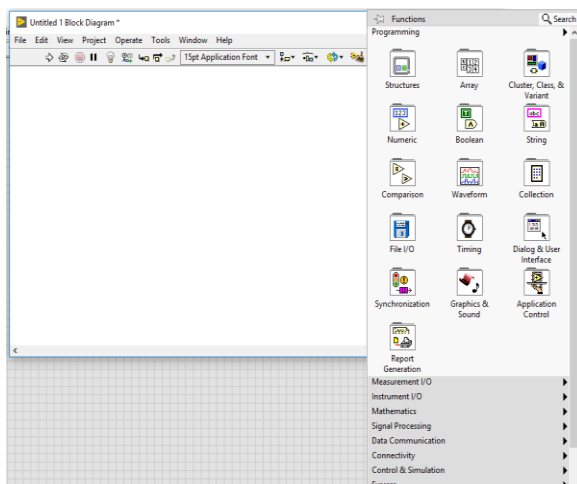 Untitled 1 Block Diagram *
File Edit View Project Operate Tools Window Help
15pt Application Font
Functions
Search
Programming
Structures
Array
Cluster, Class, & Variant
Numeric
Boolean
String
Comparison
Waveform
Collection
File I/O
Timing
Dialog & User Interface
Synchronization
Graphics & Sound
Application Control
Report Generation
Measurement I/O
Instrument I/O
Mathematics
Signal Processing
Data Communication
Connectivity
Control & Simulation